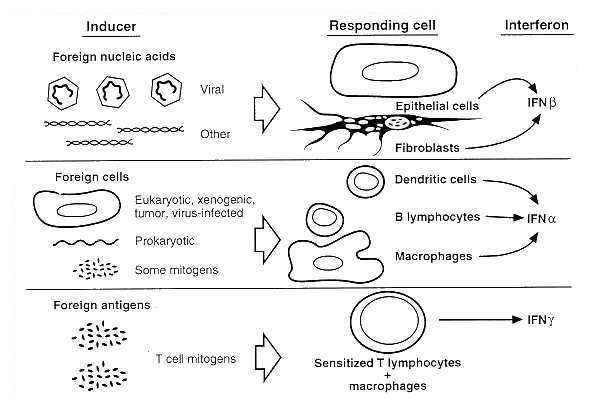 Inducer
Responding cell
Interferon
Foreign nucleic acids
Viral
Other
Epithelial cells
Fibroblasts
IFNβ
Foreign cells
Eukaryotic, xenogenic,
tumor, virus-infected
Prokaryotic
Some mitogens
Dendritic cells
B lymphocytes
Macrophages
IFNα
Foreign antigens
T cell mitogens
Sensitized T lymphocytes
+
macrophages
IFNγ